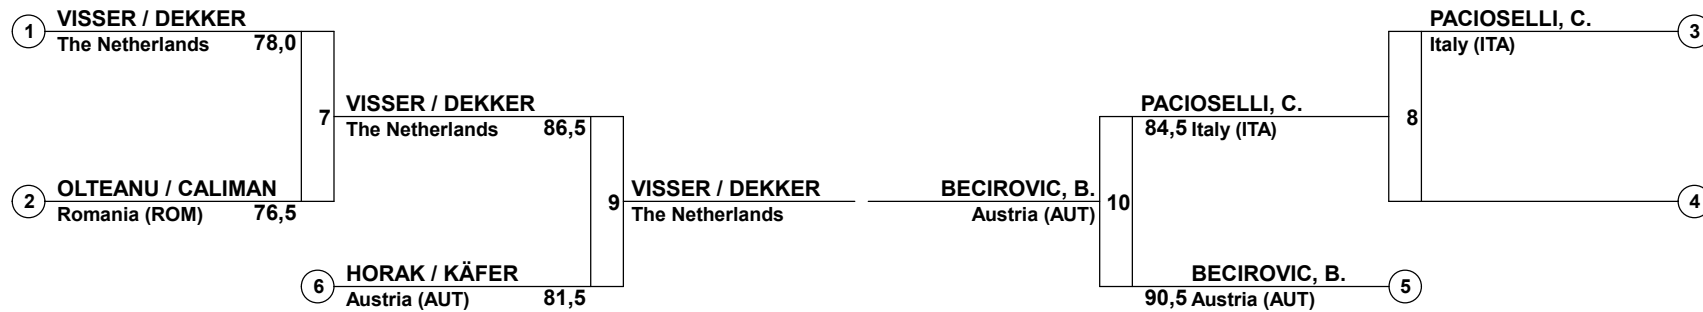 1 VISSER / DEKKER
The Netherlands 78,0
7
2 OLTEANU / CALIMAN
Romania (ROM) 76,5
VISSER / DEKKER
The Netherlands 86,5
9
6 HORAK / KÄFER
Austria (AUT) 81,5
VISSER / DEKKER
The Netherlands
BECIROVIC, B.
Austria (AUT)
10
PACIOSELLI, C.
84,5 Italy (ITA)
BECIROVIC, B. 5
90,5 Austria (AUT)
8
PACIOSELLI, C. 3
Italy (ITA)
4